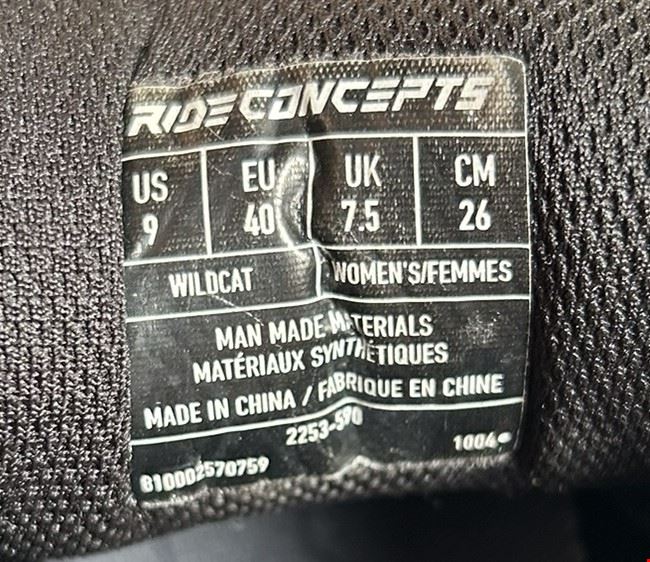 RIDE CONCEPTS
US EU UK CM
9 40 7.5 26
WILDCAT WOMEN'S/FEMMES
MAN MADE MATERIALS
MATÉRIAUX SYNTHÉTIQUES
MADE IN CHINA / FABRIQUE EN CHINE
2253-590
1004
8100D2570759